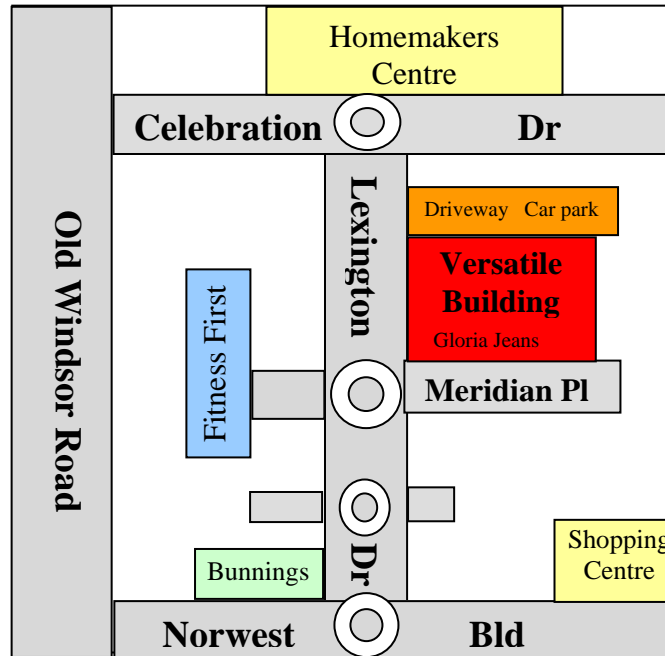 Homemakers
Centre
Celebration Dr
Lexington Dr
Old Windsor Road
Driveway Car park
Versatile
Building
Gloria Jeans
Fitness First
Meridian Pl
Bunnings
Shopping
Centre
Norwest Bld